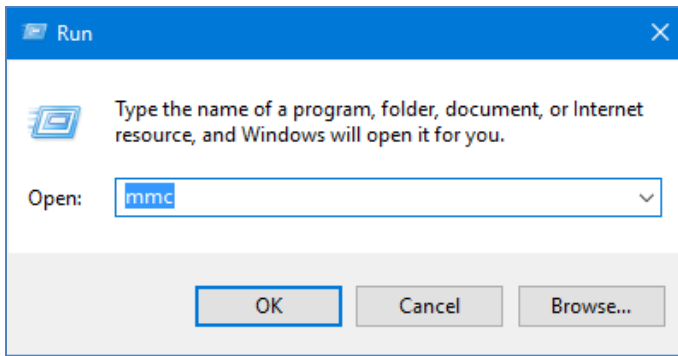 Run
Type the name of a program, folder, document, or Internet
resource, and Windows will open it for you.
Open: mmc
OK Cancel Browse...